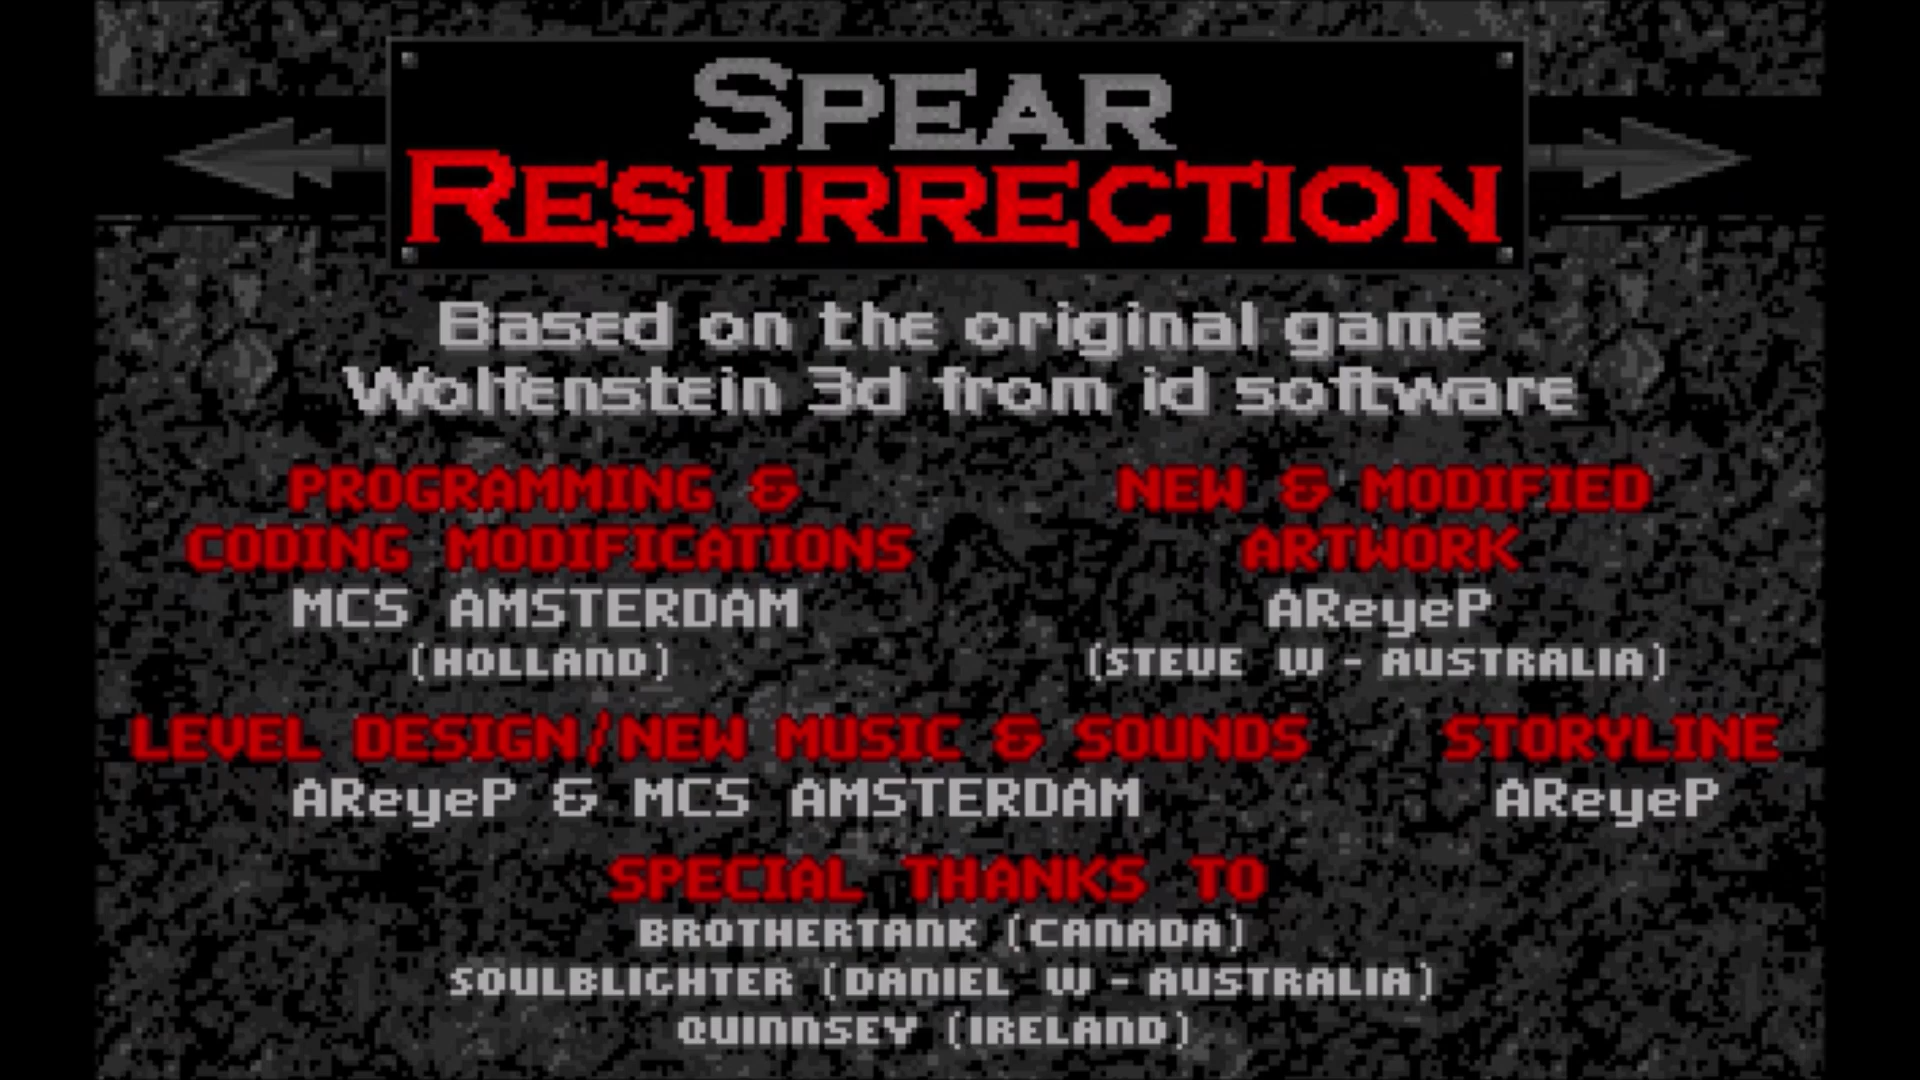 SPEAR
RESURRECTION
Based on the original game
Wolfenstein 3d from id software
PROGRAMMING &
CODING MODIFICATIONS
MCS AMSTERDAM
(HOLLAND)
NEW & MODIFIED
ARTWORK
AReyeP
(STEVE W - AUSTRALIA)
LEVEL DESIGN/NEW MUSIC & SOUNDS
AReyeP & MCS AMSTERDAM
STORYLINE
AReyeP
SPECIAL THANKS TO
BROTHERTANK (CANADA)
SOULBLIGHTER (DANIEL W - AUSTRALIA)
QUINNSEY (IRELAND)